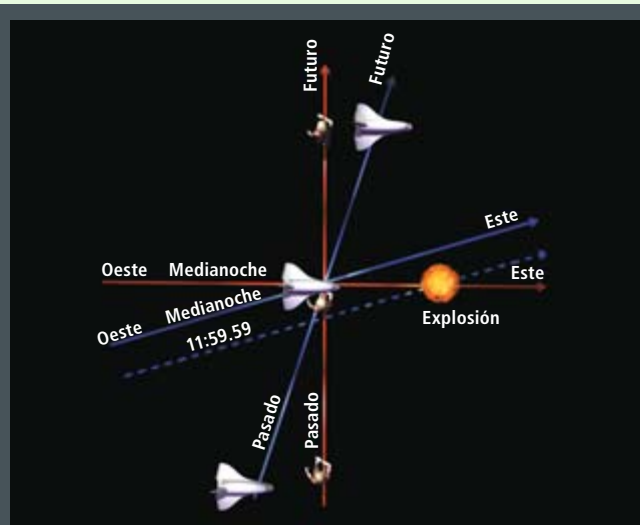 Futuro
Futuro
Este
Oeste Medianoche
Este
Medianoche
Oeste
11:59.59
Explosión
Pasado
Pasado